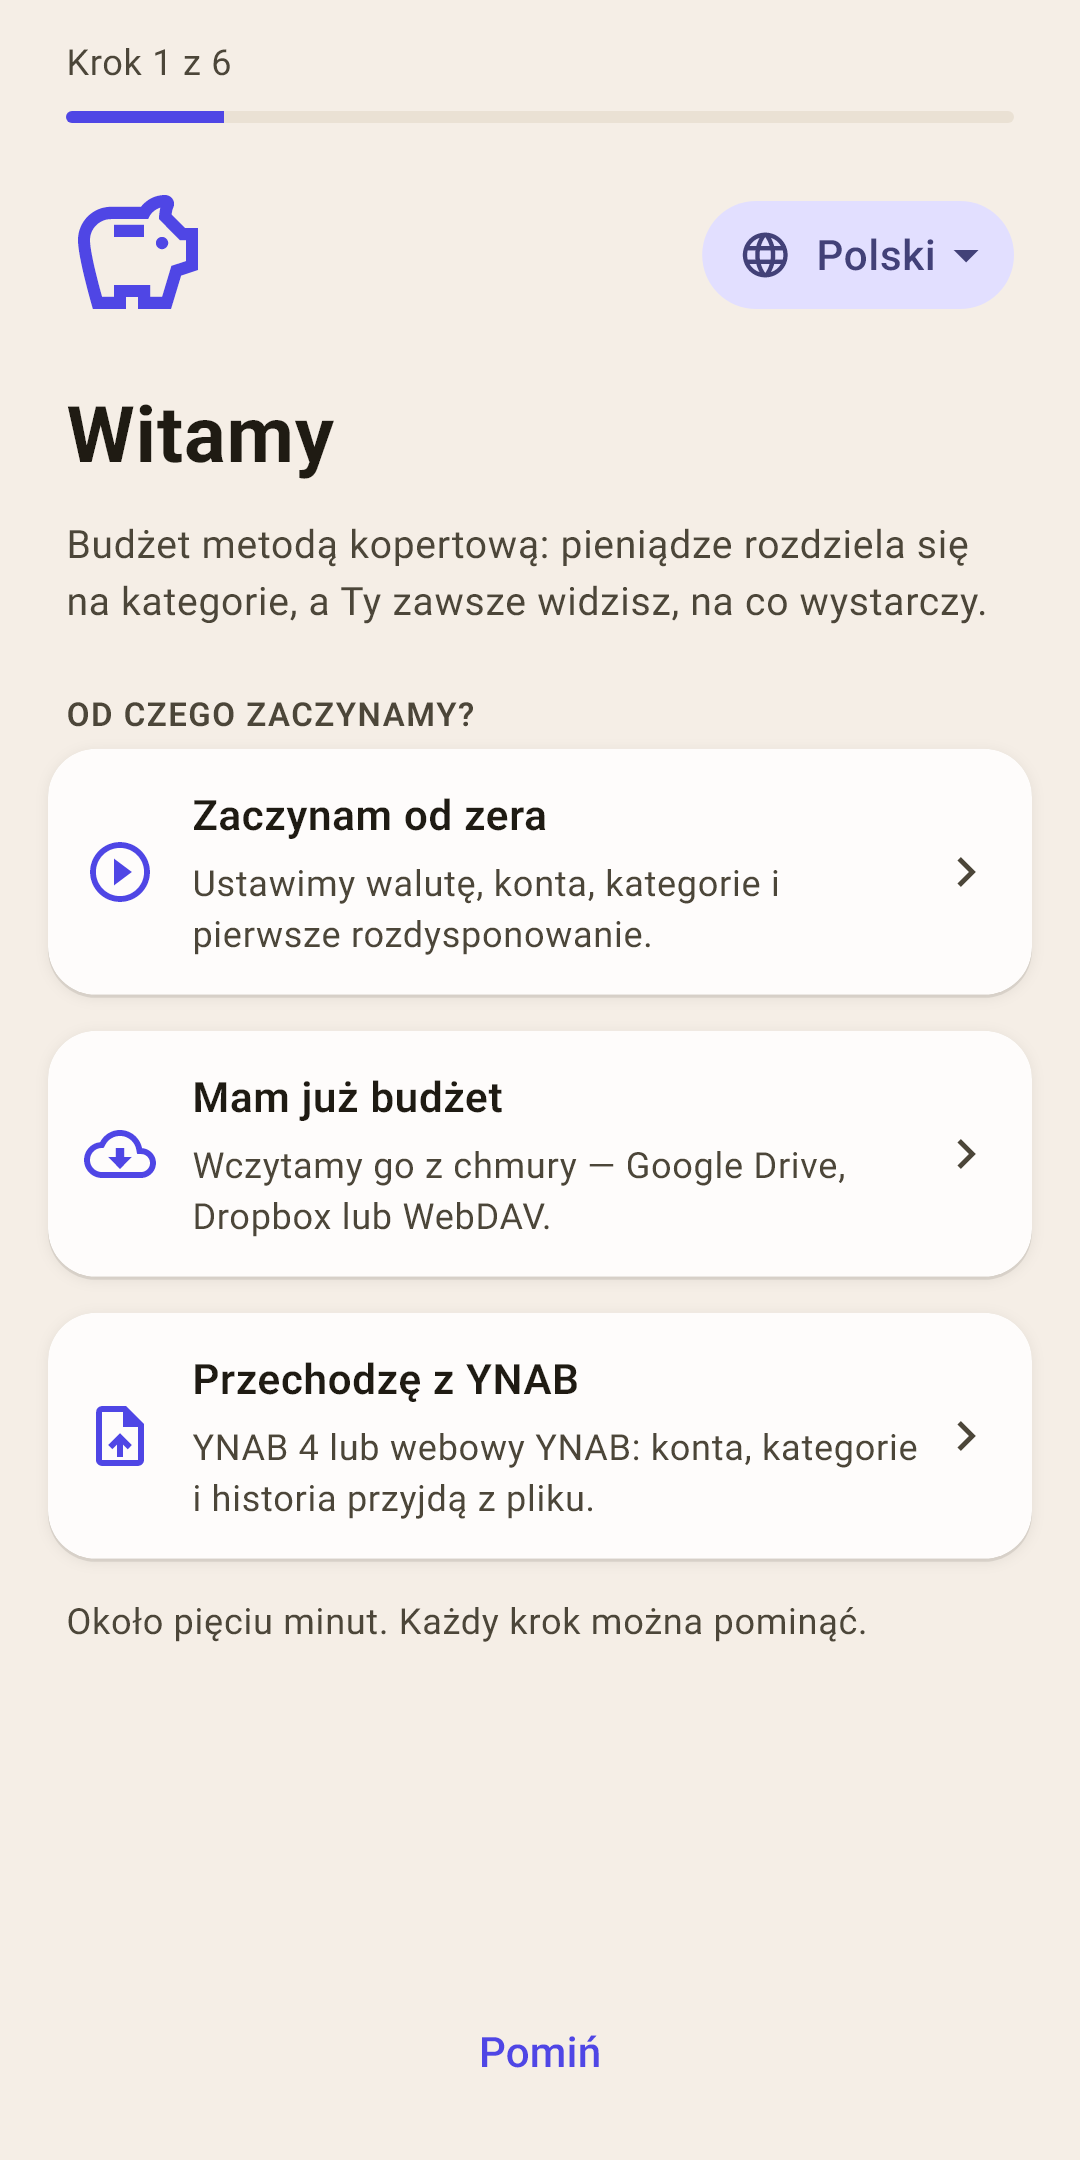 Krok 1 z 6
Polski
Witamy
Budżet metodą kopertową: pieniądze rozdziela się
na kategorie, a Ty zawsze widzisz, na co wystarczy.
OD CZEGO ZACZYNAMY?
Zaczynam od zera
Ustawimy walutę, konta, kategorie i
pierwsze rozdysponowanie.
Mam już budżet
Wczytamy go z chmury — Google Drive,
Dropbox lub WebDAV.
Przechodzę z YNAB
YNAB 4 lub webowy YNAB: konta, kategorie
i historia przyjdą z pliku.
Około pięciu minut. Każdy krok można pominąć.
Pomiń